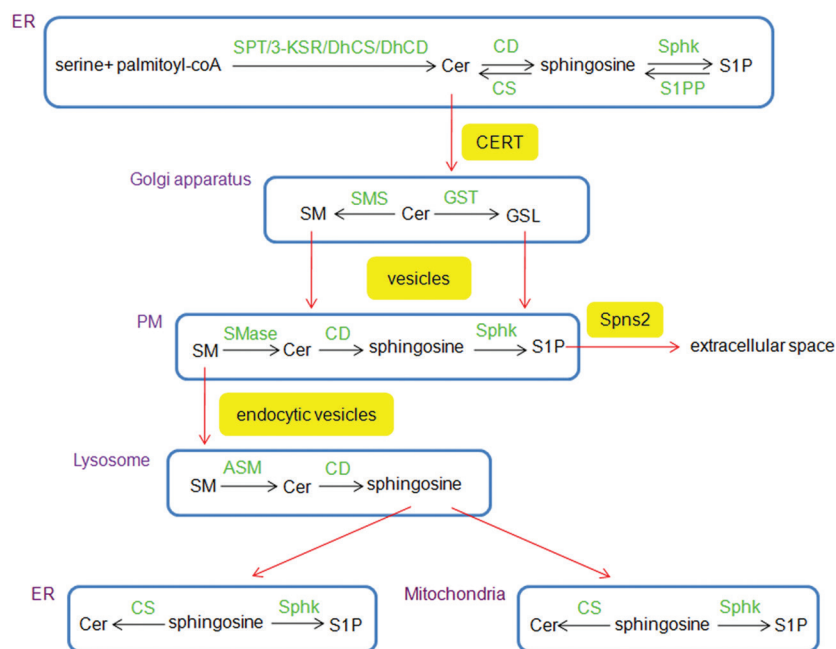 ER
SPT/3-KSR/DhCS/DhCD CD Sphk
serine+ palmitoyl-coA Cer sphingosine S1P
CS S1PP
CERT
Golgi apparatus
SMS GST
SM Cer GSL
vesicles
PM
Spns2
SMase CD Sphk
SM Cer sphingosine S1P extracellular space
endocytic vesicles
Lysosome
ASM CD
SM Cer sphingosine
ER Mitochondria
CS Sphk CS Sphk
Cer sphingosine S1P Cer sphingosine S1P